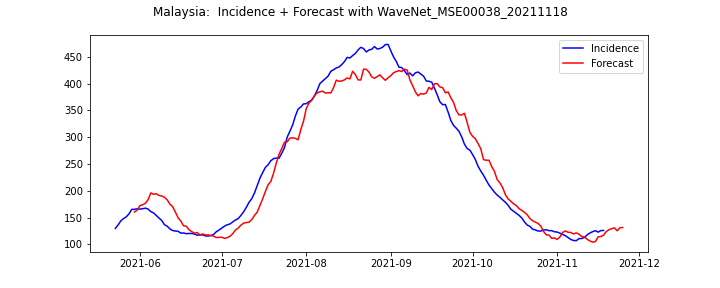 Malaysia:  Incidence + Forecast with WaveNet_MSE00038_20211118
Incidence
Forecast
450
400
350
300
250
200
150
100
2021-06 2021-07 2021-08 2021-09 2021-10 2021-11 2021-12